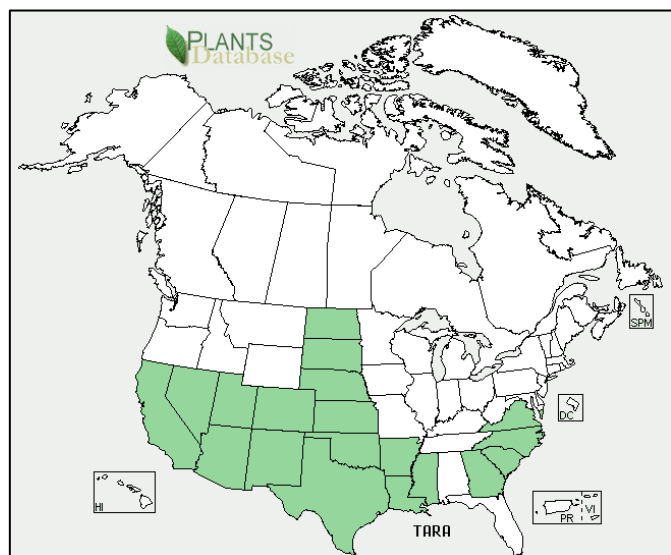 PLANTS
Database
SPM
DC
HI
PR
VI
TARA